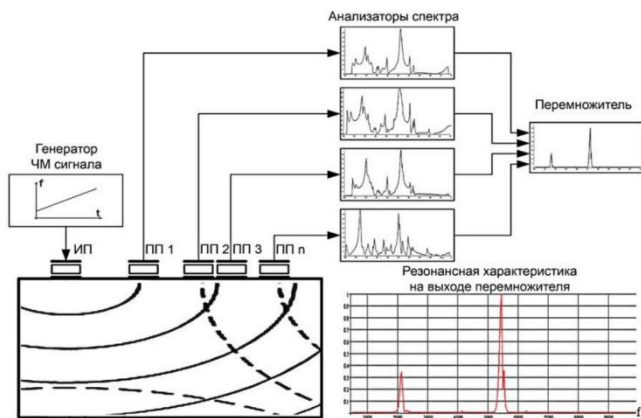 Анализаторы спектра
Генератор
ЧМ сигнала
f
t
Перемножитель
ИП
ПП 1
ПП 2
ПП 3
ПП n
Резонансная характеристика
на выходе перемножителя